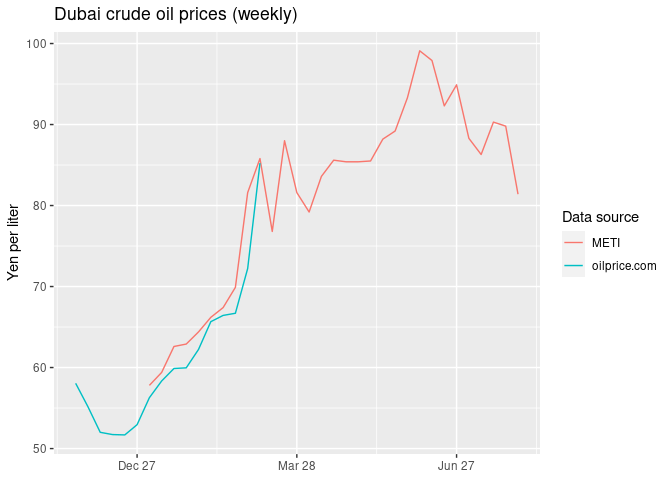 Dubai crude oil prices (weekly)
100
90
80
70
60
50
Yen per liter
Dec 27
Mar 28
Jun 27
Data source
METI
oilprice.com